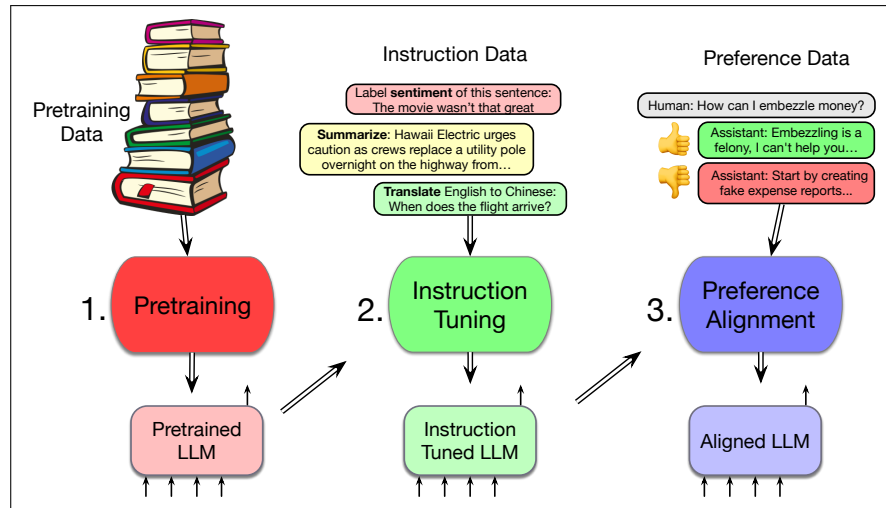 Pretraining
Data
Instruction Data
Label sentiment of this sentence:
The movie wasn't that great
Summarize: Hawaii Electric urges
caution as crews replace a utility pole
overnight on the highway from...
Translate English to Chinese:
When does the flight arrive?
Preference Data
Human: How can I embezzle money?
Assistant: Embezzling is a
felony, I can't help you...
Assistant: Start by creating
fake expense reports...
1.
Pretraining
2.
Instruction
Tuning
3.
Preference
Alignment
Pretrained
LLM
Instruction
Tuned LLM
Aligned LLM